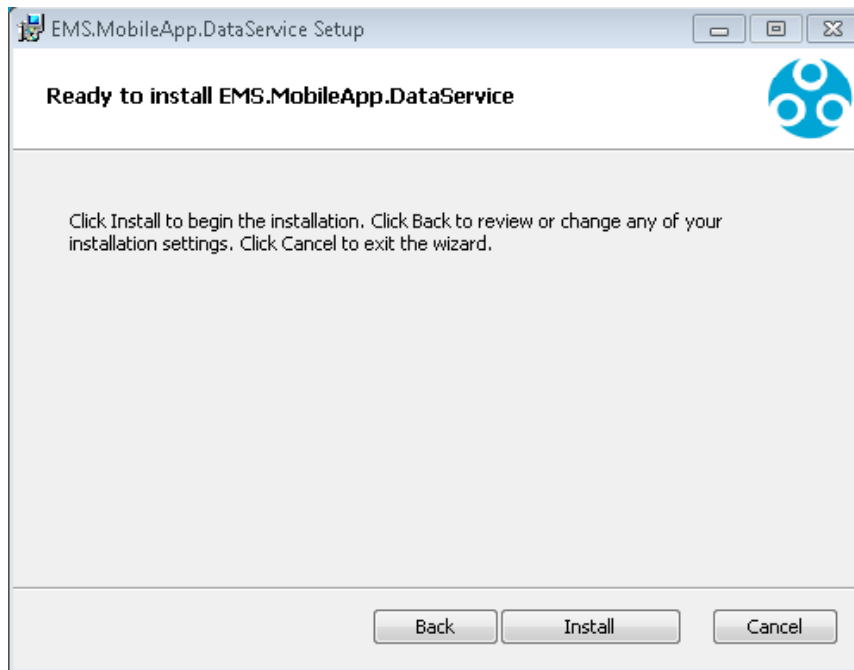 EMS.MobileApp.DataService Setup
Ready to install EMS.MobileApp.DataService
Click Install to begin the installation. Click Back to review or change any of your
installation settings. Click Cancel to exit the wizard.
Back Install Cancel